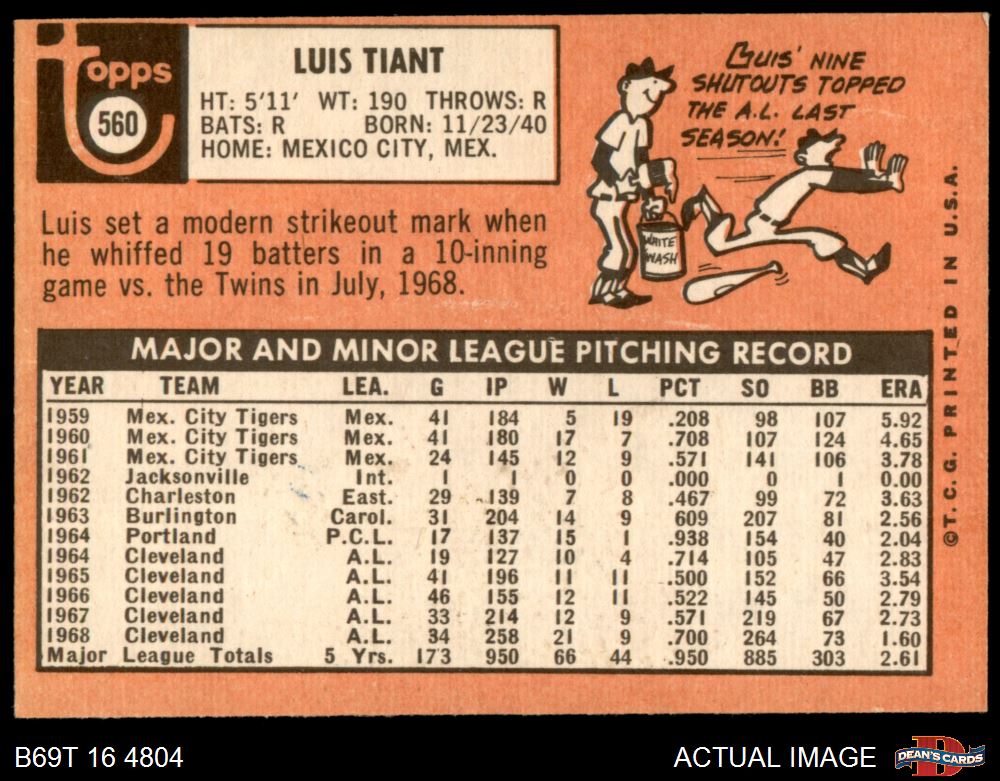 topps
560
LUIS TIANT
HT: 5'11' WT: 190 THROWS: R
BATS: R BORN: 11/23/40
HOME: MEXICO CITY, MEX.
LUIS' NINE
SHUTOUTS TOPPED
THE A.L. LAST
SEASON!
WHITE
WASH
Luis set a modern strikeout mark when
he whiffed 19 batters in a 10-inning
game vs. the Twins in July, 1968.
MAJOR AND MINOR LEAGUE PITCHING RECORD
YEAR TEAM LEA. G IP W L PCT SO BB ERA
1959 Mex. City Tigers Mex. 41 184 5 19 .208 98 107 5.92
1960 Mex. City Tigers Mex. 41 180 17 7 .708 107 124 4.65
1961 Mex. City Tigers Mex. 24 145 12 9 .571 141 106 3.78
1962 Jacksonville Int. 1 1 0 0 .000 0 1 0.00
1962 Charleston East. 29 139 7 8 .467 99 72 3.63
1963 Burlington Carol. 31 204 14 9 609 207 81 2.56
1964 Portland P.C.L. 17 137 15 1 .938 154 40 2.04
1964 Cleveland A.L. 19 127 10 4 .714 105 47 2.83
1965 Cleveland A.L. 41 196 11 11 .500 152 66 3.54
1966 Cleveland A.L. 46 155 12 11 .522 145 50 2.79
1967 Cleveland A.L. 33 214 12 9 .571 219 67 2.73
1968 Cleveland A.L. 34 258 21 9 .700 264 73 1.60
Major League Totals 5 Yrs. 173 950 66 44 .950 885 303 2.61
©T.C.G. PRINTED IN U.S.A.
B69T 16 4804
ACTUAL IMAGE
D
DEAN'S CARDS